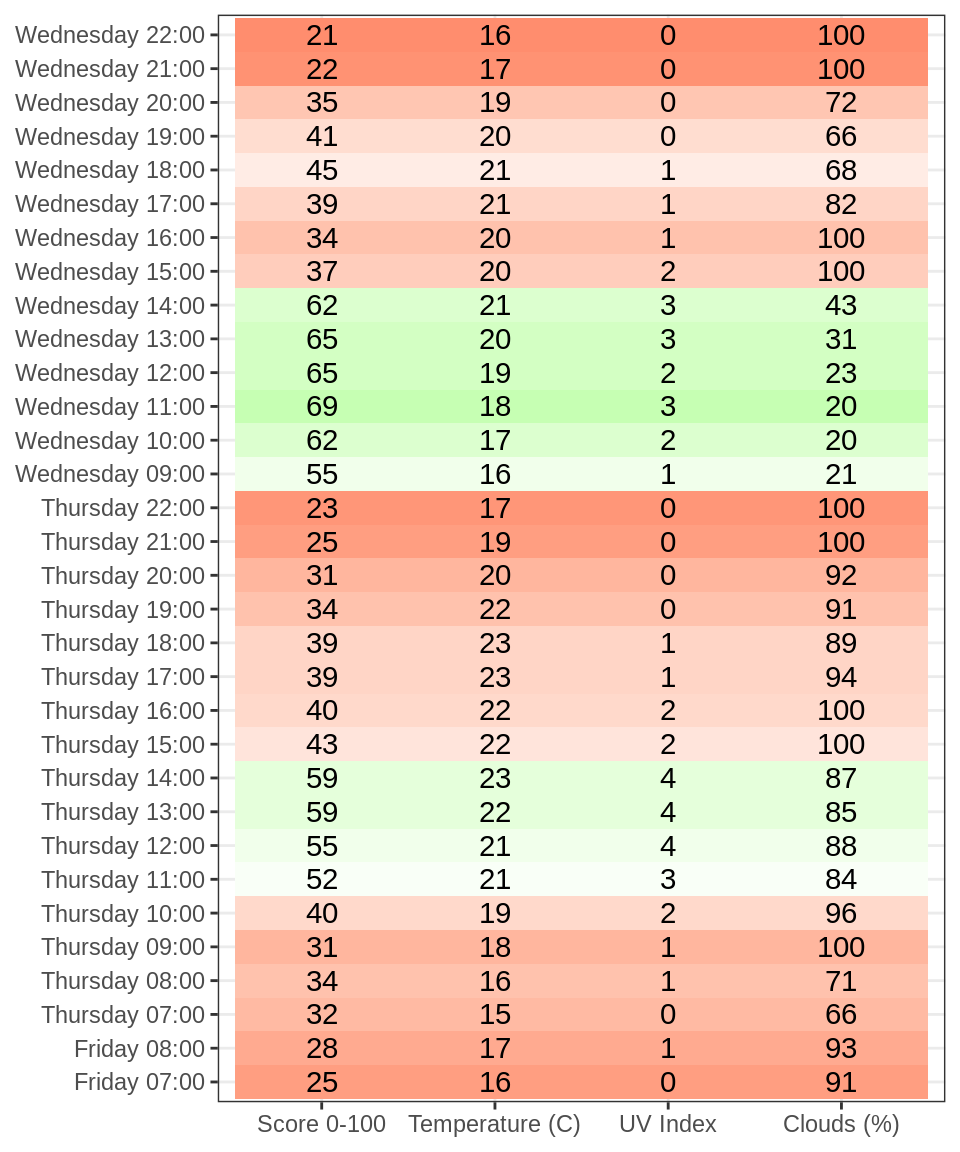 Wednesday 22:00 21 16 0 100
Wednesday 21:00 22 17 0 100
Wednesday 20:00 35 19 0 72
Wednesday 19:00 41 20 0 66
Wednesday 18:00 45 21 1 68
Wednesday 17:00 39 21 1 82
Wednesday 16:00 34 20 1 100
Wednesday 15:00 37 20 2 100
Wednesday 14:00 62 21 3 43
Wednesday 13:00 65 20 3 31
Wednesday 12:00 65 19 2 23
Wednesday 11:00 69 18 3 20
Wednesday 10:00 62 17 2 20
Wednesday 09:00 55 16 1 21
Thursday 22:00 23 17 0 100
Thursday 21:00 25 19 0 100
Thursday 20:00 31 20 0 92
Thursday 19:00 34 22 0 91
Thursday 18:00 39 23 1 89
Thursday 17:00 39 23 1 94
Thursday 16:00 40 22 2 100
Thursday 15:00 43 22 2 100
Thursday 14:00 59 23 4 87
Thursday 13:00 59 22 4 85
Thursday 12:00 55 21 4 88
Thursday 11:00 52 21 3 84
Thursday 10:00 40 19 2 96
Thursday 09:00 31 18 1 100
Thursday 08:00 34 16 1 71
Thursday 07:00 32 15 0 66
Friday 08:00 28 17 1 93
Friday 07:00 25 16 0 91
Score 0-100 Temperature (C) UV Index Clouds (%)